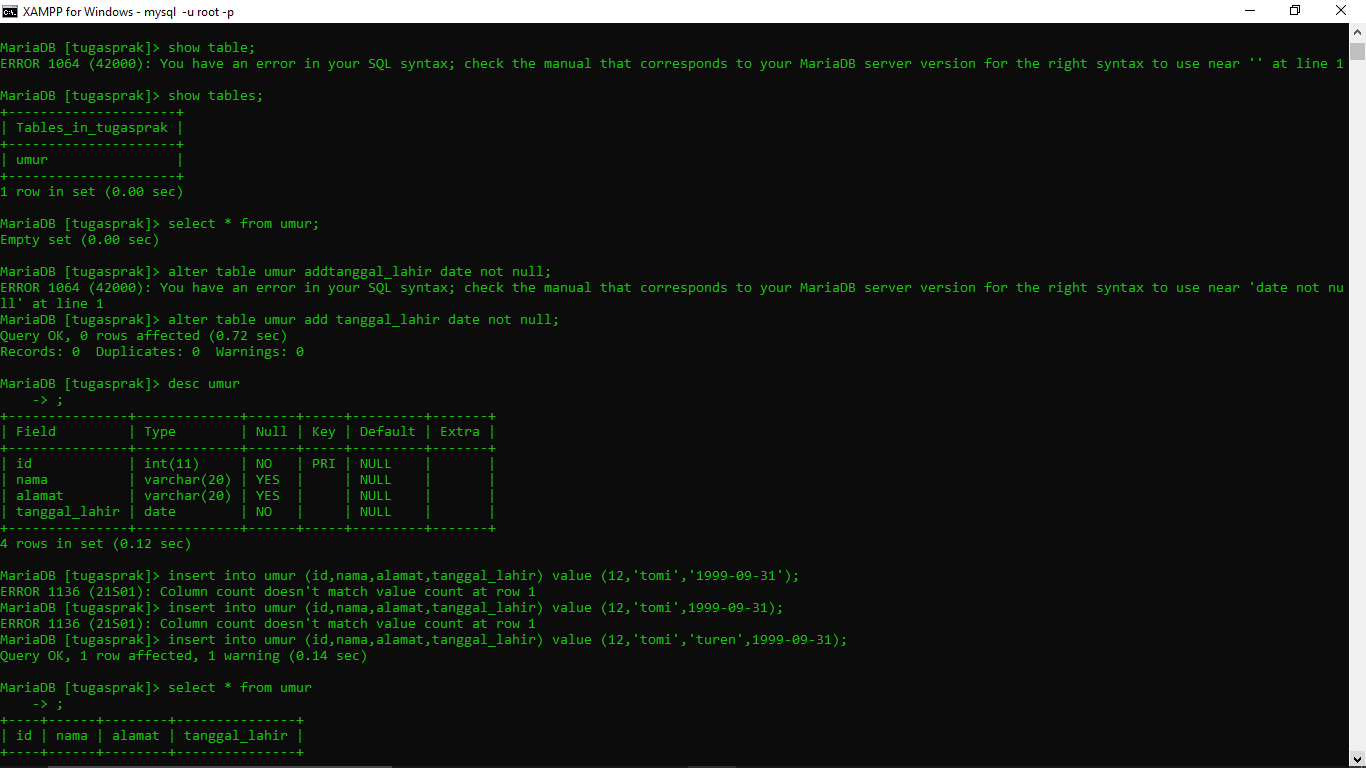 XAMPP for Windows - mysql  -u root -p
MariaDB [tugasprak]> show table;
ERROR 1064 (42000): You have an error in your SQL syntax; check the manual that corresponds to your MariaDB server version for the right syntax to use near '' at line 1
MariaDB [tugasprak]> show tables;
+---------------------+
| Tables_in_tugasprak |
+---------------------+
| umur                |
+---------------------+
1 row in set (0.00 sec)
MariaDB [tugasprak]> select * from umur;
Empty set (0.00 sec)
MariaDB [tugasprak]> alter table umur addtanggal_lahir date not null;
ERROR 1064 (42000): You have an error in your SQL syntax; check the manual that corresponds to your MariaDB server version for the right syntax to use near 'date not nu
ll' at line 1
MariaDB [tugasprak]> alter table umur add tanggal_lahir date not null;
Query OK, 0 rows affected (0.72 sec)
Records: 0  Duplicates: 0  Warnings: 0
MariaDB [tugasprak]> desc umur
    -> ;
+---------------+-------------+------+-----+---------+-------+
| Field         | Type        | Null | Key | Default | Extra |
+---------------+-------------+------+-----+---------+-------+
| id            | int(11)     | NO   | PRI | NULL    |       |
| nama          | varchar(20) | YES  |     | NULL    |       |
| alamat        | varchar(20) | YES  |     | NULL    |       |
| tanggal_lahir | date        | NO   |     | NULL    |       |
+---------------+-------------+------+-----+---------+-------+
4 rows in set (0.12 sec)
MariaDB [tugasprak]> insert into umur (id,nama,alamat,tanggal_lahir) value (12,'tomi','1999-09-31');
ERROR 1136 (21S01): Column count doesn't match value count at row 1
MariaDB [tugasprak]> insert into umur (id,nama,alamat,tanggal_lahir) value (12,'tomi',1999-09-31);
ERROR 1136 (21S01): Column count doesn't match value count at row 1
MariaDB [tugasprak]> insert into umur (id,nama,alamat,tanggal_lahir) value (12,'tomi','turen',1999-09-31);
Query OK, 1 row affected, 1 warning (0.14 sec)
MariaDB [tugasprak]> select * from umur
    -> ;
+----+------+--------+---------------+
| id | nama | alamat | tanggal_lahir |
+----+------+--------+---------------+